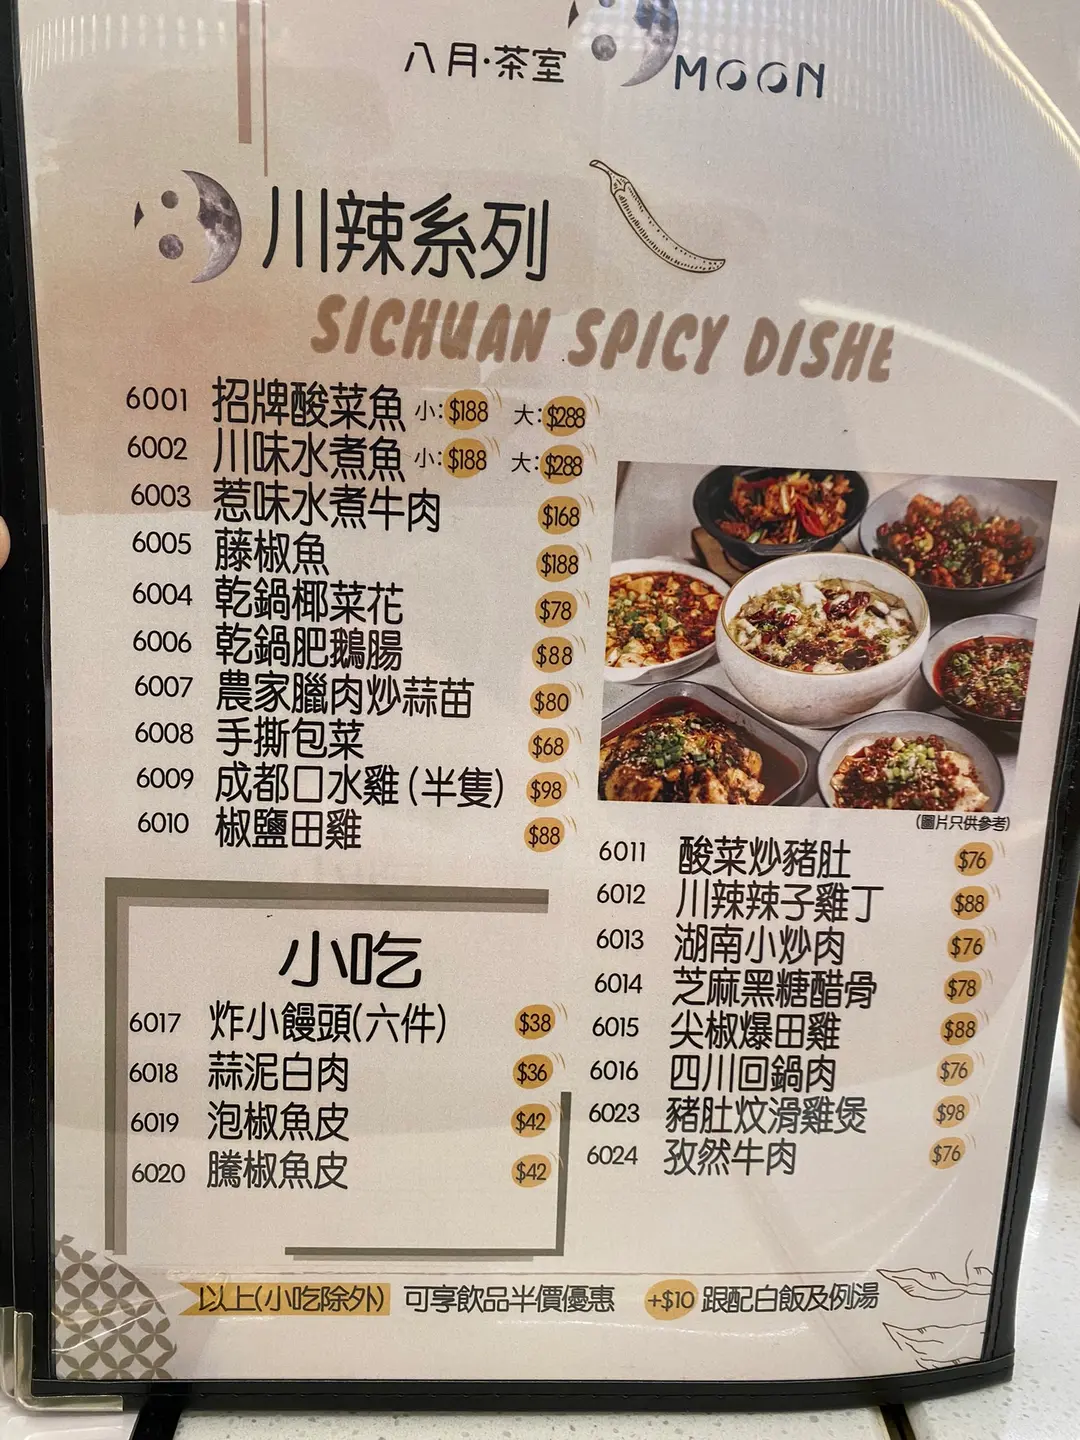 八月·茶室 MOON
川辣系列
SICHUAN SPICY DISHE
6001 招牌酸菜魚 小:$188 大:$288
6002 川味水煮魚 小:$188 大:$288
6003 惹味水煮牛肉 $168
6005 藤椒魚 $188
6004 乾鍋椰菜花 $78
6006 乾鍋肥鵝腸 $88
6007 農家臘肉炒蒜苗 $80
6008 手撕包菜 $68
6009 成都口水雞(半隻) $98
6010 椒鹽田雞 $88
(圖片只供參考)
6011 酸菜炒豬肚 $76
6012 川辣辣子雞丁 $88
6013 湖南小炒肉 $76
6014 芝麻黑糖醋骨 $78
6015 尖椒爆田雞 $88
6016 四川回鍋肉 $76
6023 豬肚炆滑雞煲 $98
6024 孜然牛肉 $76
小吃
6017 炸小饅頭(六件) $38
6018 蒜泥白肉 $36
6019 泡椒魚皮 $42
6020 騰椒魚皮 $42
以上(小吃除外) 可享飲品半價優惠 +$10 跟配白飯及例湯